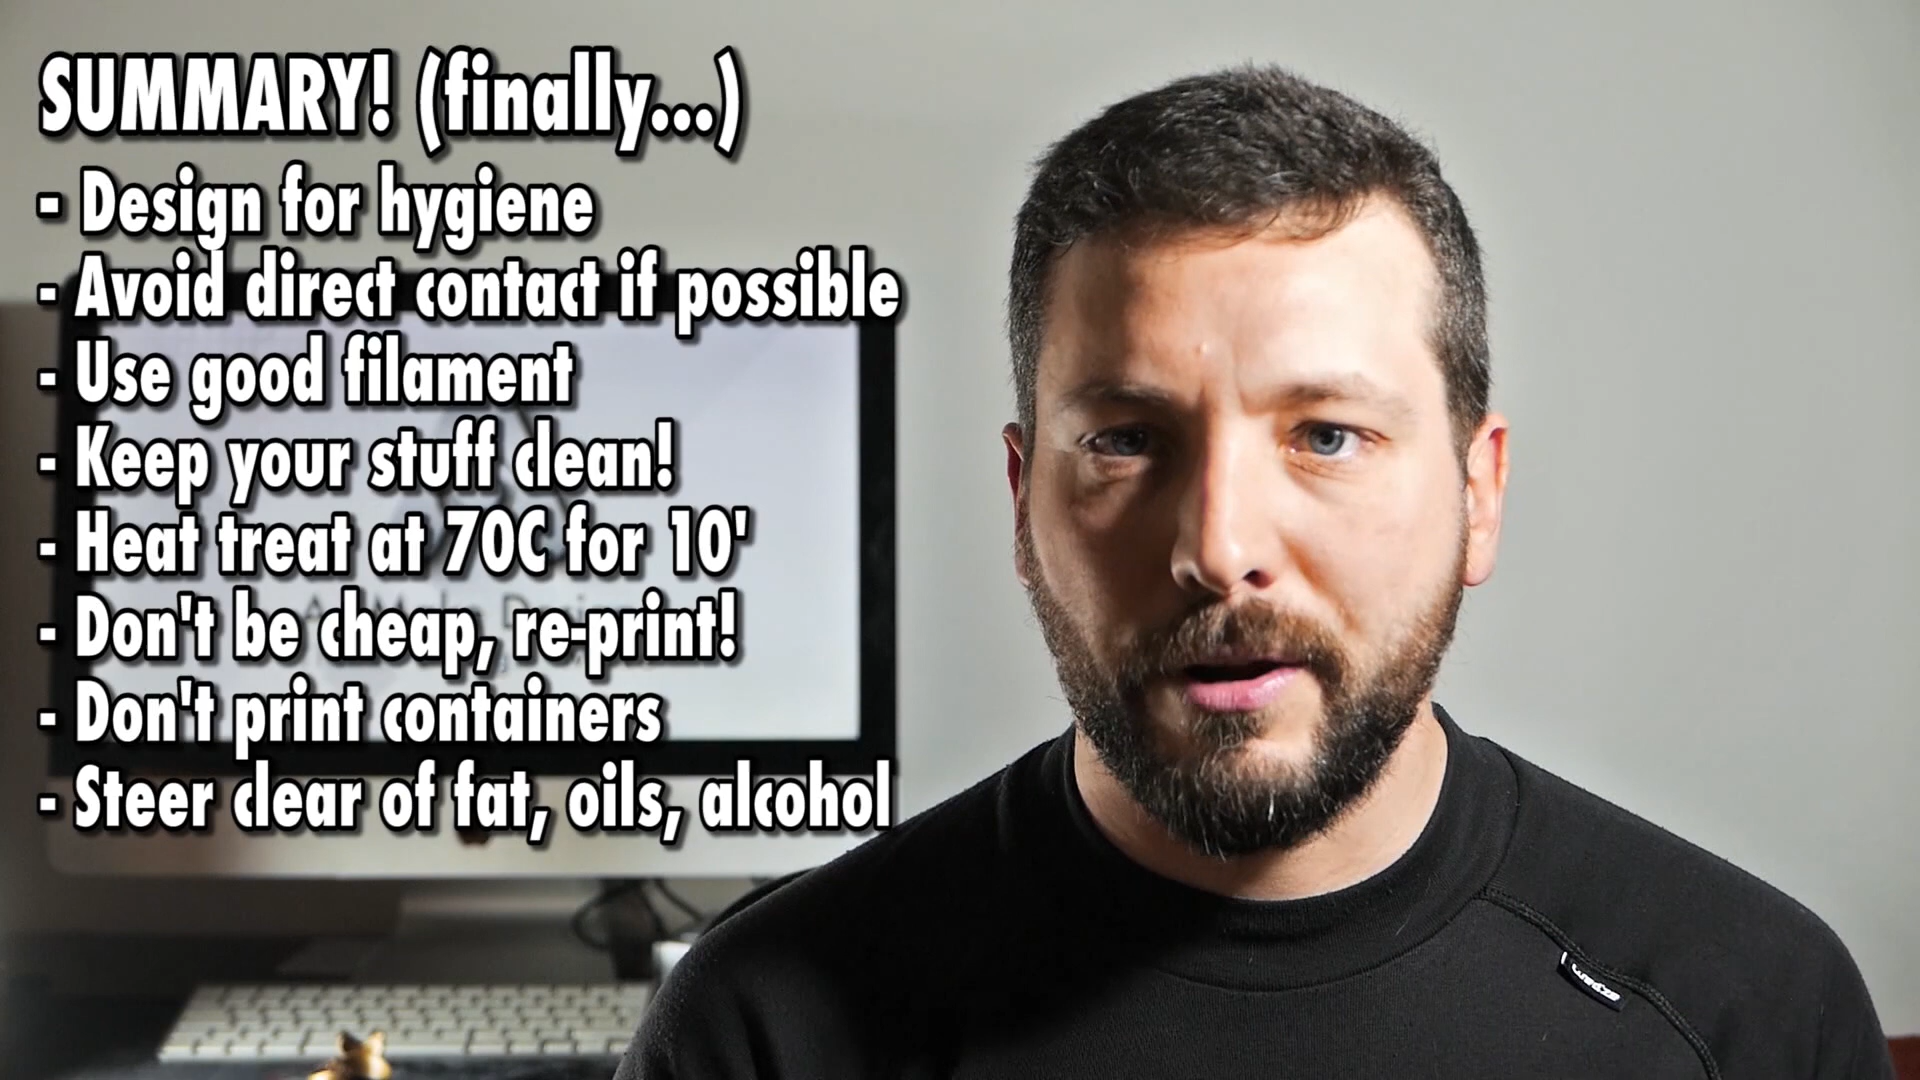 SUMMARY! (finally...)
- Design for hygiene
- Avoid direct contact if possible
- Use good filament
- Keep your stuff clean!
- Heat treat at 70C for 10'
- Don't be cheap, re-print!
- Don't print containers
- Steer clear of fat, oils, alcohol
wedze